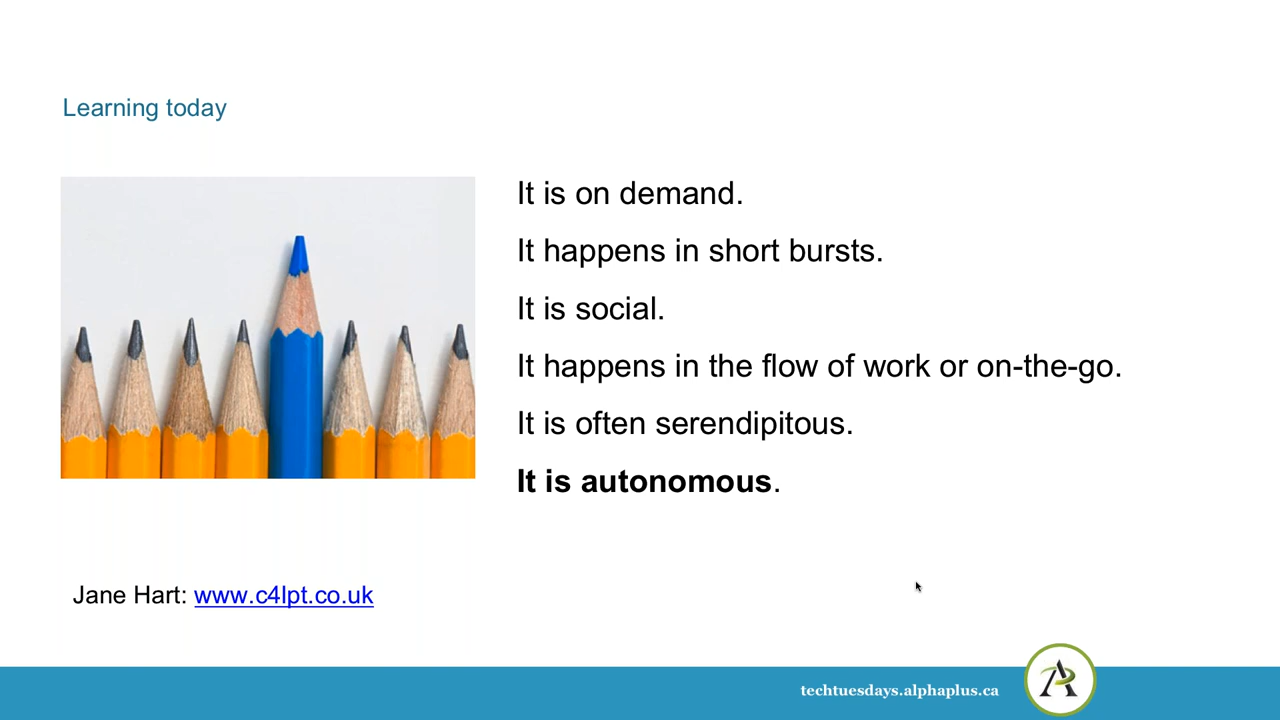 Learning today
It is on demand.
It happens in short bursts.
It is social.
It happens in the flow of work or on-the-go.
It is often serendipitous.
It is autonomous.
Jane Hart: www.c4lpt.co.uk
techtuesdays.alphaplus.ca